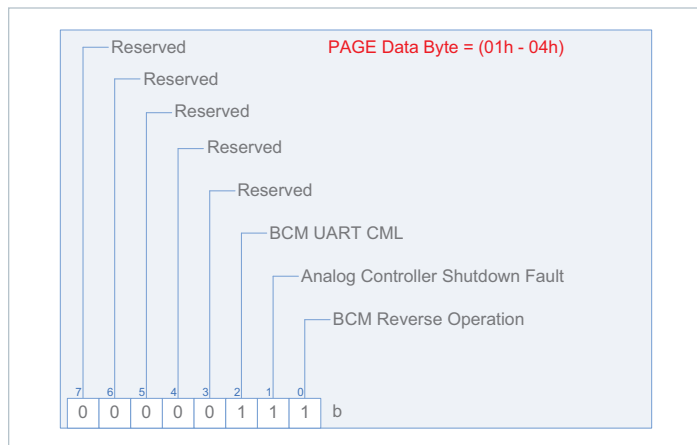 Reserved PAGE Data Byte = (01h - 04h)
Reserved
Reserved
Reserved
Reserved
BCM UART CML
Analog Controller Shutdown Fault
BCM Reverse Operation
7 6 5 4 3 2 1 0
0 0 0 0 0 1 1 1 b